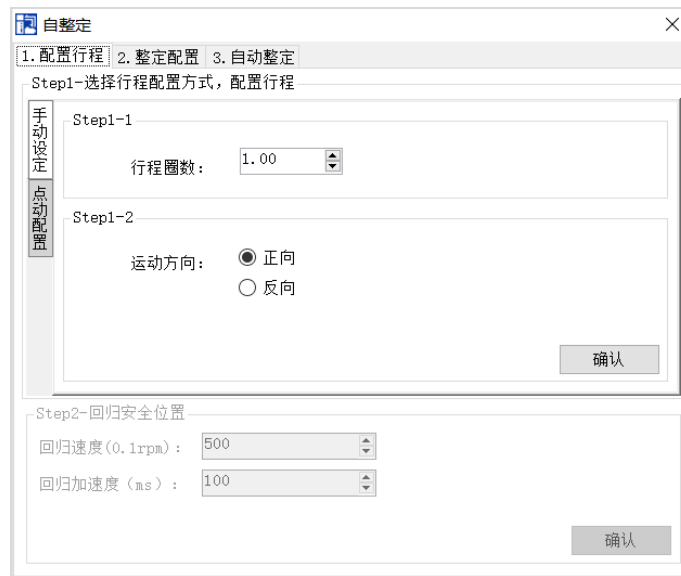 自整定
1.配置行程 2.整定配置 3.自动整定
Step1-选择行程配置方式，配置行程
手动设定
点动配置
Step1-1
行程圈数： 1.00
Step1-2
运动方向： 正向
反向
确认
Step2-回归安全位置
回归速度(0.1rpm)： 500
回归加速度（ms）： 100
确认